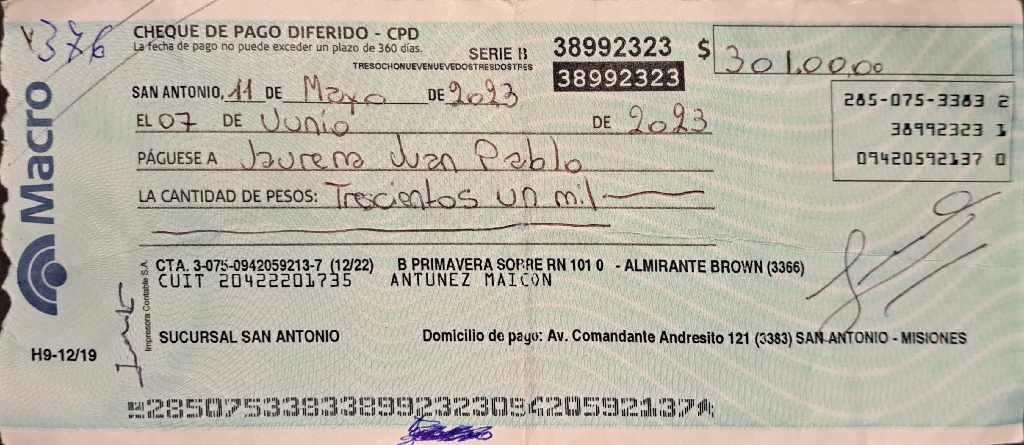 376
CHEQUE DE PAGO DIFERIDO - CPD
La fecha de pago no puede exceder un plazo de 360 días.
SERIE B
TRESOCHONUEVENUEVEDOSTRESDOSTRES
38992323
38992323
$ 301.00,00
SAN ANTONIO, 11 DE Mayo DE 2023
285-075-3383 2
EL 07 DE Junio DE 2023
38992323 1
PÁGUESE A Jaurena Juan Pablo
09420592137 0
LA CANTIDAD DE PESOS: Trescientos un mil
Macro
CTA. 3-075-0942059213-7 (12/22) B PRIMAVERA SOBRE RN 101 0 - ALMIRANTE BROWN (3366)
CUIT 20422201735 ANTUNEZ MAICON
Impresora Contable S.A.
SUCURSAL SAN ANTONIO
Domicilio de pago: Av. Comandante Andresito 121 (3383) SAN ANTONIO - MISIONES
H9-12/19
28507533833899232309420592137